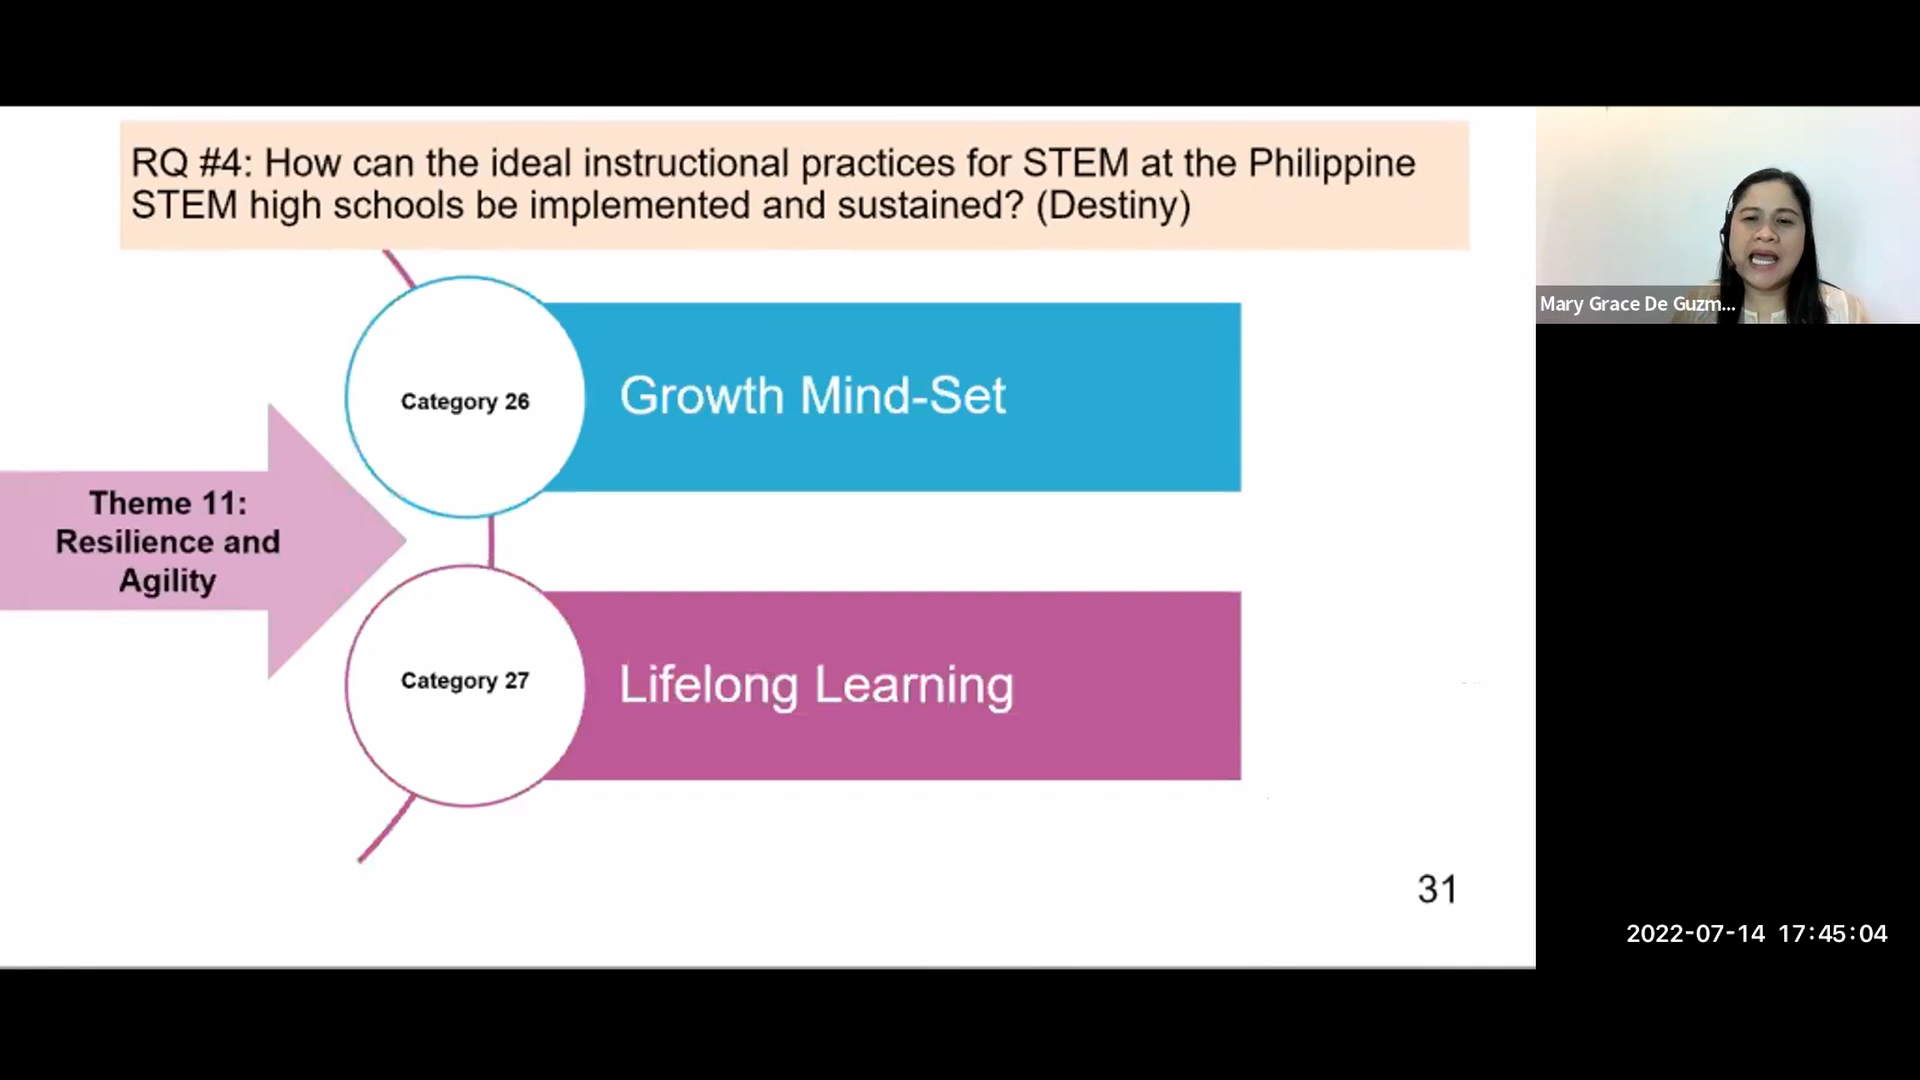 RQ #4: How can the ideal instructional practices for STEM at the Philippine
STEM high schools be implemented and sustained? (Destiny)
Category 26
Growth Mind-Set
Theme 11:
Resilience and
Agility
Category 27
Lifelong Learning
31
Mary Grace De Guzm...
2022-07-14 17:45:04